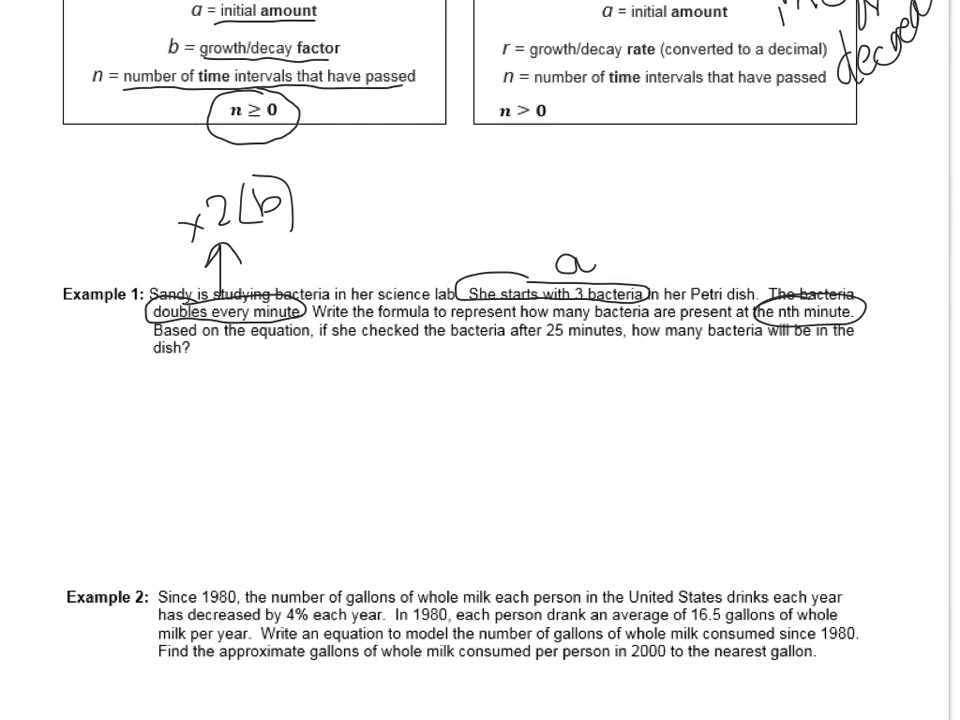 a = initial amount
b = growth/decay factor
n = number of time intervals that have passed
n ≥ 0
a = initial amount
r = growth/decay rate (converted to a decimal)
n = number of time intervals that have passed
n > 0
x2(b)
a
Example 1: Sandy is studying bacteria in her science lab. She starts with 3 bacteria in her Petri dish. The bacteria
doubles every minute. Write the formula to represent how many bacteria are present at the nth minute.
Based on the equation, if she checked the bacteria after 25 minutes, how many bacteria will be in the
dish?
Example 2: Since 1980, the number of gallons of whole milk each person in the United States drinks each year
has decreased by 4% each year. In 1980, each person drank an average of 16.5 gallons of whole
milk per year. Write an equation to model the number of gallons of whole milk consumed since 1980.
Find the approximate gallons of whole milk consumed per person in 2000 to the nearest gallon.